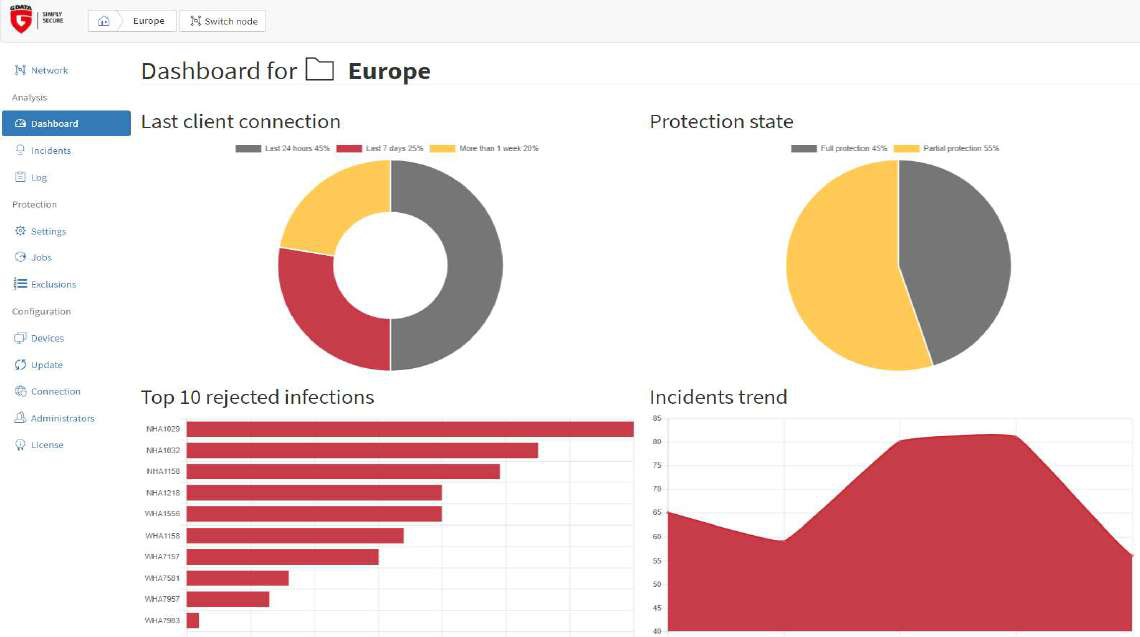 G DATA
SIMPLY
SECURE
Europe
Switch node
Network
Analysis
Dashboard
Incidents
Log
Protection
Settings
Jobs
Exclusions
Configuration
Devices
Update
Connection
Administrators
License
Dashboard for Europe
Last client connection
Last 24 hours 45% Last 7 days 25% More than 1 week 20%
Protection state
Full protection 45% Partial protection 55%
Top 10 rejected infections
NHA1029
NHA1032
NHA1158
NHA1218
WHA1556
WHA1158
WHA7157
WHA7581
WHA7957
WHA7983
Incidents trend
85
80
75
70
65
60
55
50
45
40